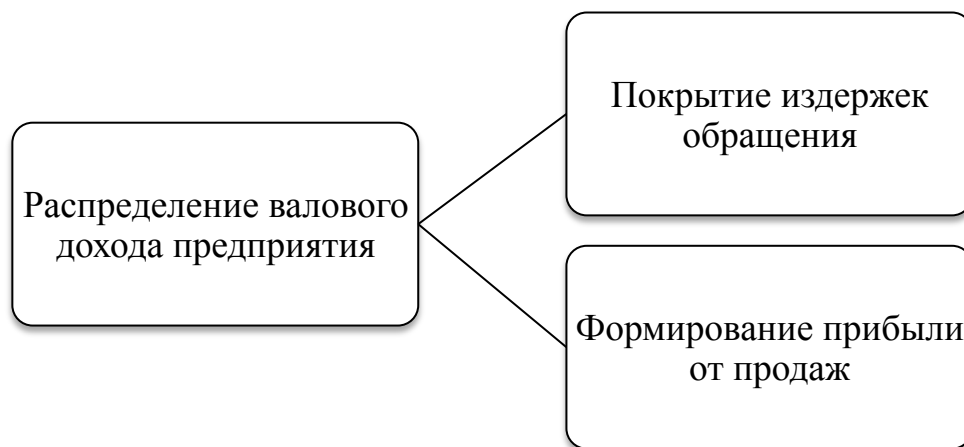 Распределение валового
дохода предприятия
Покрытие издержек
обращения
Формирование прибыли
от продаж